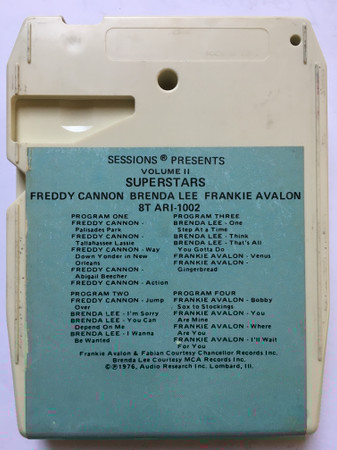 SESSIONS® PRESENTS
VOLUME II
SUPERSTARS
FREDDY CANNON BRENDA LEE FRANKIE AVALON
8T ARI-1002
PROGRAM ONE
FREDDY CANNON -
Palisades Park
FREDDY CANNON -
Tallahassee Lassie
FREDDY CANNON - Way
Down Yonder in New
Orleans
FREDDY CANNON -
Abigail Beecher
FREDDY CANNON - Action
PROGRAM TWO
FREDDY CANNON - Jump
Over
BRENDA LEE - I'm Sorry
BRENDA LEE - You Can
Depend On Me
BRENDA LEE - I Wanna
Be Wanted
PROGRAM THREE
BRENDA LEE - One
Step At a Time
BRENDA LEE - Think
BRENDA LEE - That's All
You Gotta Do
FRANKIE AVALON - Venus
FRANKIE AVALON -
Gingerbread
PROGRAM FOUR
FRANKIE AVALON - Bobby
Sox to Stockings
FRANKIE AVALON - You
Are Mine
FRANKIE AVALON - Where
Are You
FRANKIE AVALON - I'll Wait
For You
Frankie Avalon & Fabian Courtesy Chancellor Records Inc.
Brenda Lee Courtesy MCA Records Inc.
©℗1976, Audio Research Inc. Lombard, Ill.